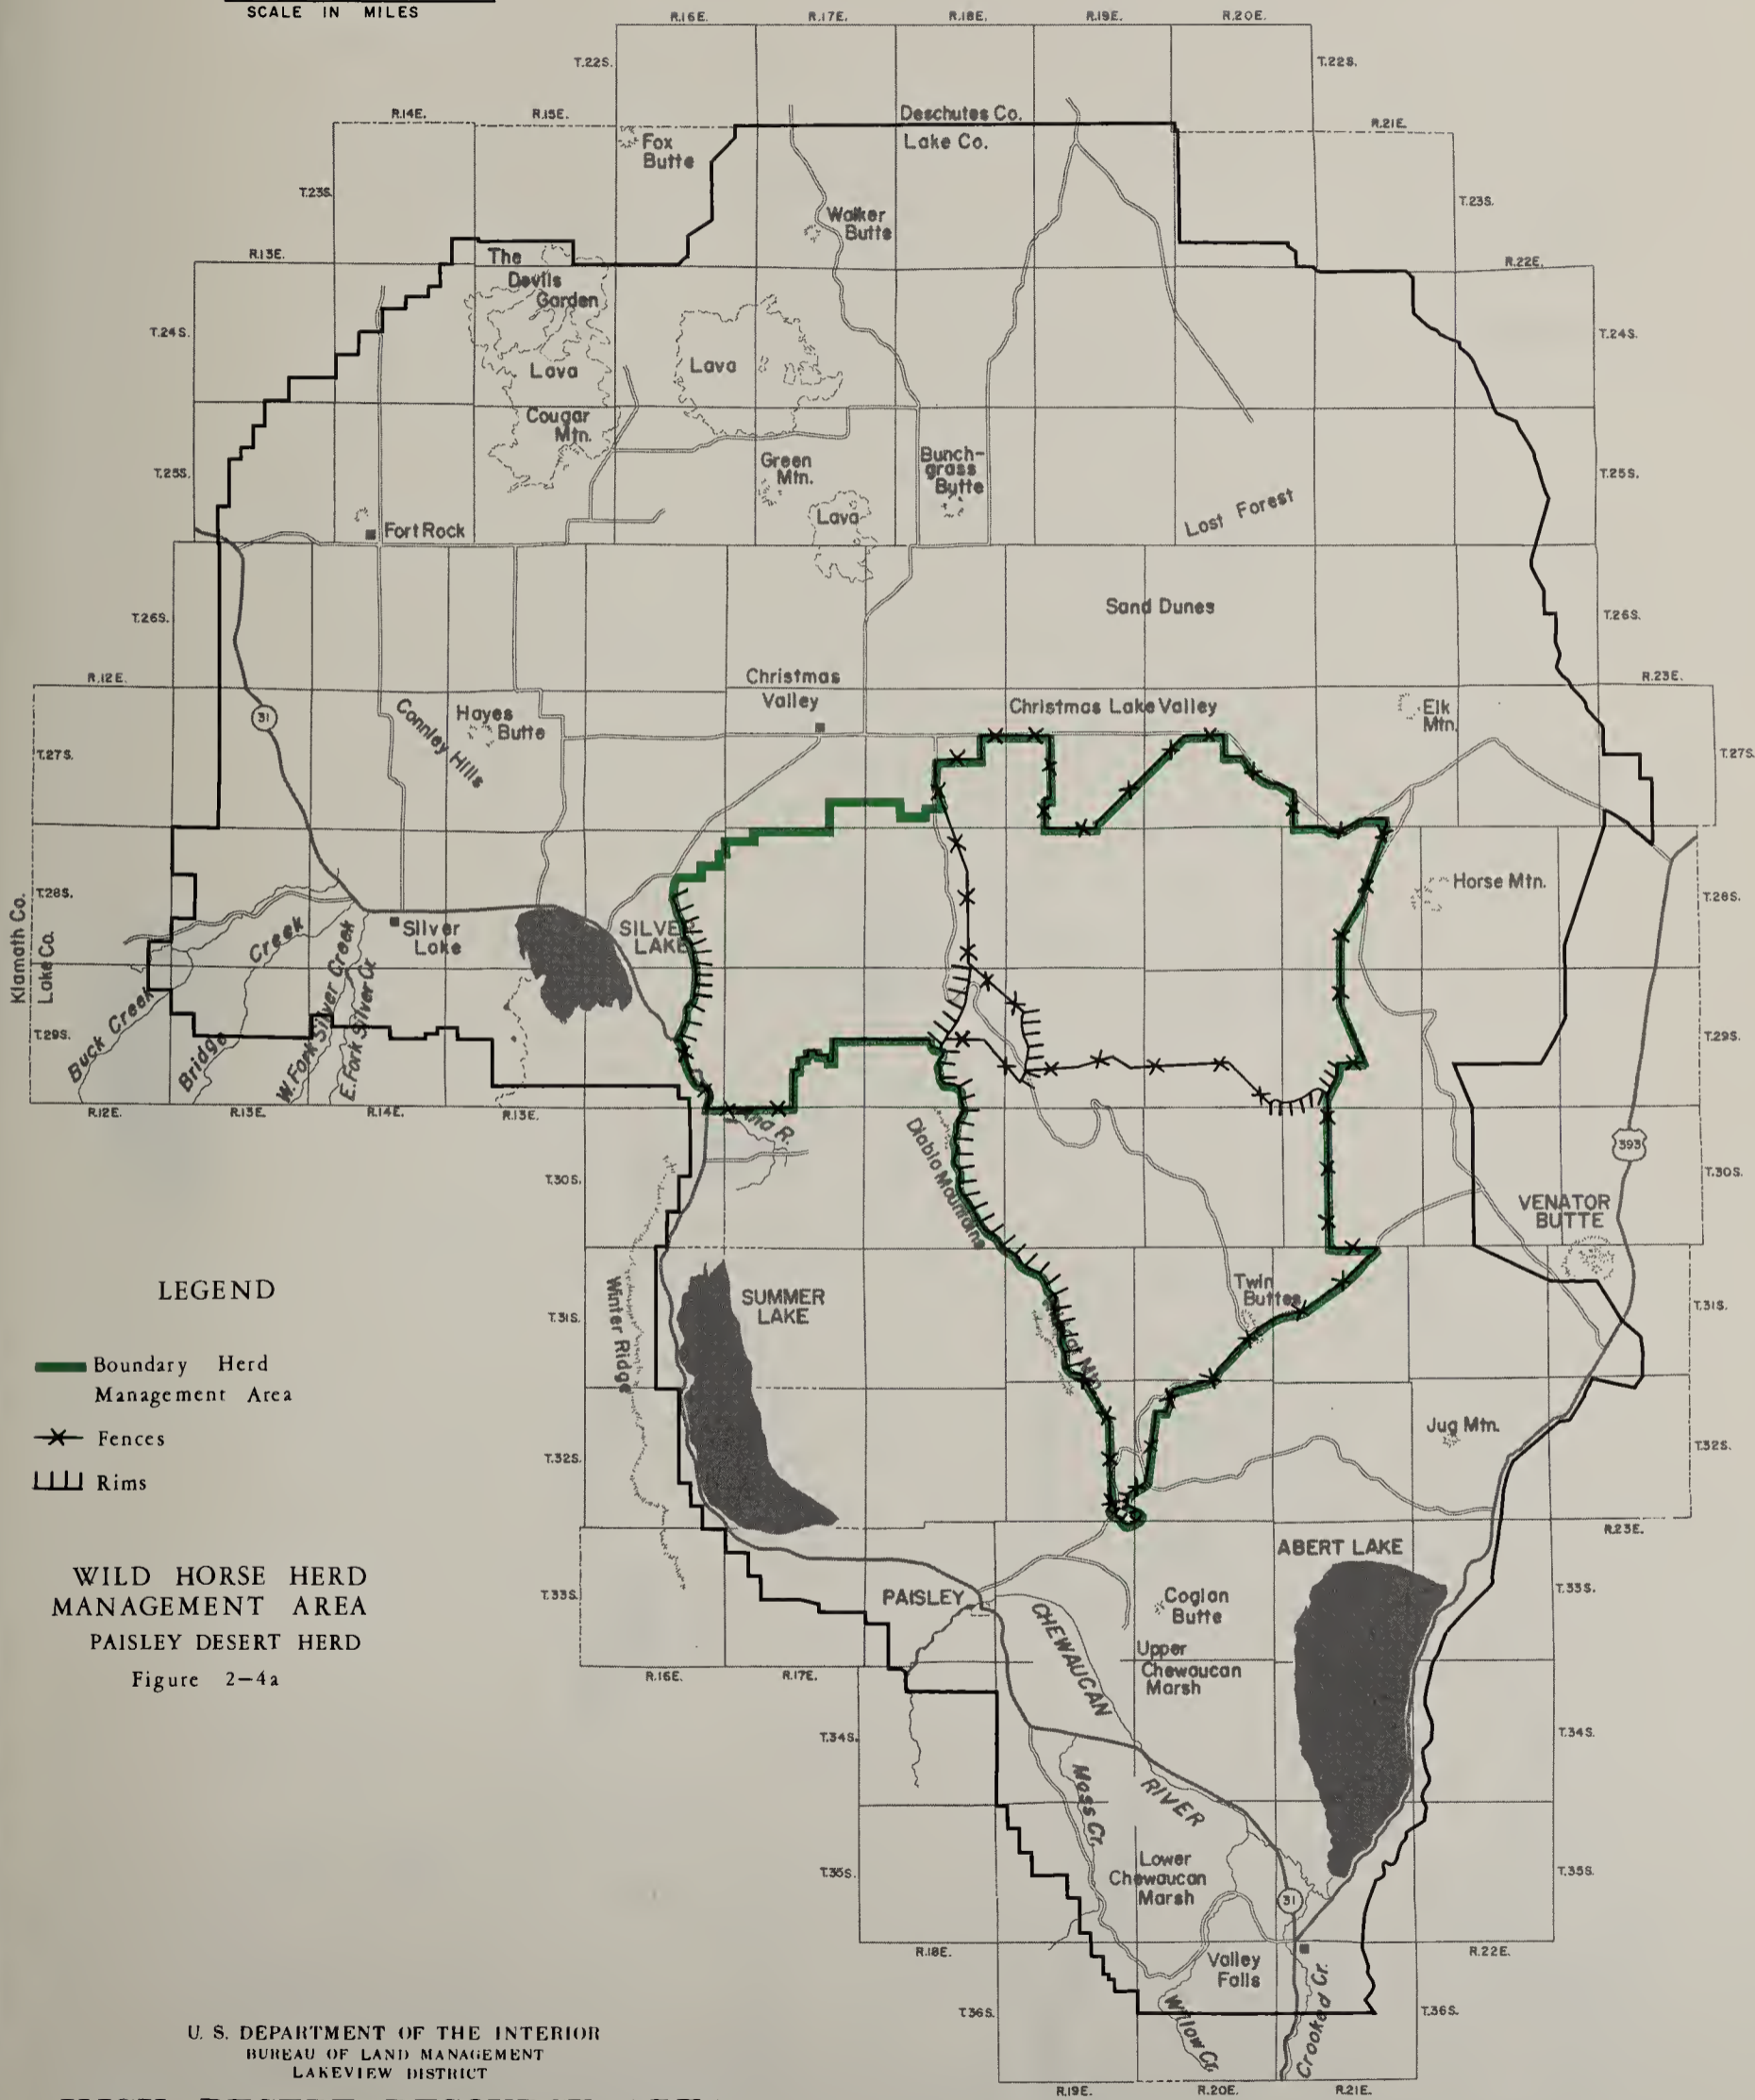 SCALE IN MILES
R.16E.
R.17E.
R.18E.
R.19E.
R.20E.
T.22S.
T.22S.
R.14E.
R.15E.
Deschutes Co.
Lake Co.
R.21E.
Fox
Butte
T.23S.
T.23S.
Walker
Butte
R.13E.
The
Devils
Garden
R.22E.
T.24S.
T.24S.
Lava
Lava
Cougar
Mtn.
Green
Mtn.
Bunch-
grass
Butte
T.25S.
T.25S.
Lava
Lost Forest
Fort Rock
T.26S.
Sand Dunes
T.26S.
R.12E.
R.23E.
Christmas
Valley
Christmas Lake Valley
Elk
Mtn.
31
Connley Hills
Hayes
Butte
T.27S.
T.27S.
Horse Mtn.
T.28S.
T.28S.
Klamath Co.
Lake Co.
Silver
Lake
SILVER
LAKE
Buck Creek
Bridge Creek
W. Fork Silver Creek
E. Fork Silver Cr.
T.29S.
T.29S.
R.12E.
R.13E.
R.14E.
R.13E.
R.
Diablo Mountains
393
T.30S.
T.30S.
VENATOR
BUTTE
Winter Ridge
SUMMER
LAKE
Twin
Buttes
T.31S.
T.31S.
Mtn.
Jug Mtn.
T.32S.
T.32S.
R.23E.
ABERT LAKE
T.33S.
T.33S.
PAISLEY
CHEWAUCAN
RIVER
Coglan
Butte
Upper
Chewaucan
Marsh
R.16E.
R.17E.
T.34S.
T.34S.
Moss Cr.
T.35S.
T.35S.
Lower
Chewaucan
Marsh
31
R.18E.
R.22E.
Valley
Falls
T.36S.
T.36S.
Willow Cr.
Crooked Cr.
R.19E.
R.20E.
R.21E.
LEGEND
Boundary Herd
Management Area
Fences
Rims
WILD HORSE HERD
MANAGEMENT AREA
PAISLEY DESERT HERD
Figure 2-4a
U. S. DEPARTMENT OF THE INTERIOR
BUREAU OF LAND MANAGEMENT
LAKEVIEW DISTRICT